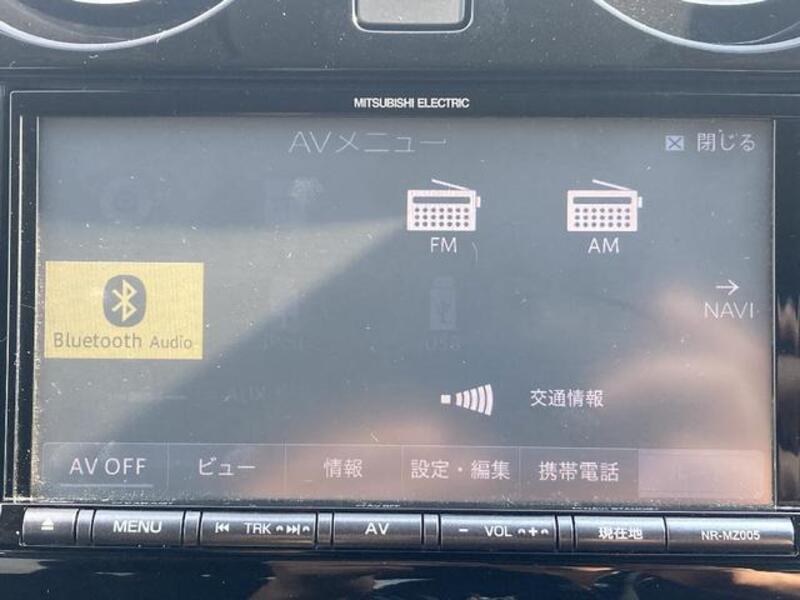 MITSUBISHI ELECTRIC
AVメニュー
閉じる
FM
AM
Bluetooth Audio
USB
NAVI
交通情報
AV OFF
ビュー
情報
設定・編集
携帯電話
MENU
TRK
AV
- VOL +
現在地
NR-MZ005